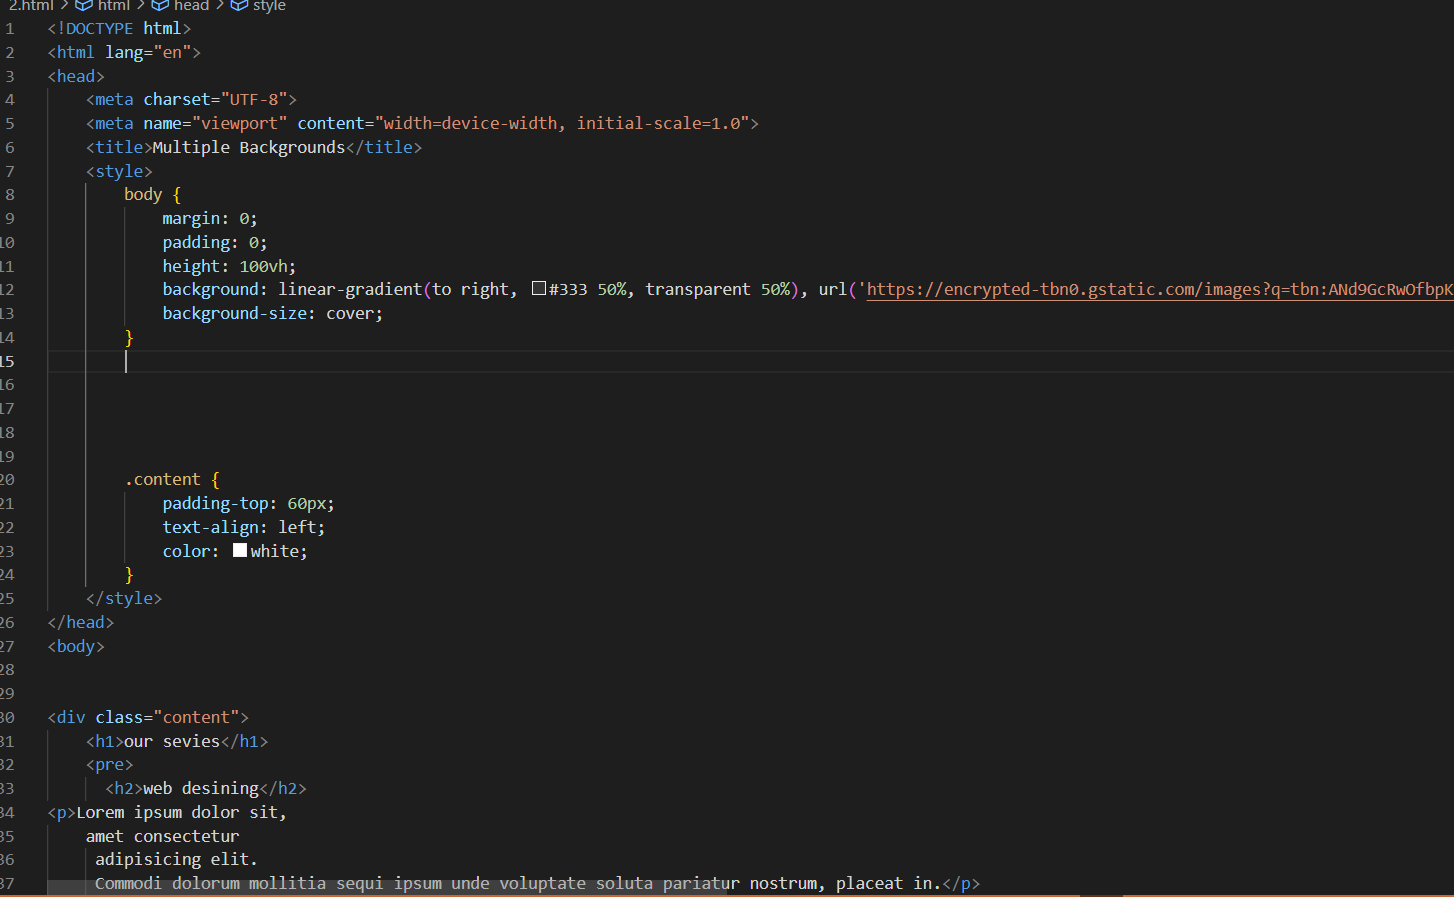 2.html > html > head > style
1 <!DOCTYPE html>
2 <html lang="en">
3 <head>
4 <meta charset="UTF-8">
5 <meta name="viewport" content="width=device-width, initial-scale=1.0">
6 <title>Multiple Backgrounds</title>
7 <style>
8 body {
9 margin: 0;
10 padding: 0;
11 height: 100vh;
12 background: linear-gradient(to right, #333 50%, transparent 50%), url('https://encrypted-tbn0.gstatic.com/images?q=tbn:ANd9GcRwOfbpK
13 background-size: cover;
14 }
15
16
17
18
19
20 .content {
21 padding-top: 60px;
22 text-align: left;
23 color: white;
24 }
25 </style>
26 </head>
27 <body>
28
29
30 <div class="content">
31 <h1>our sevies</h1>
32 <pre>
33 <h2>web desining</h2>
34 <p>Lorem ipsum dolor sit,
35 amet consectetur
36 adipisicing elit.
37 Commodi dolorum mollitia sequi ipsum unde voluptate soluta pariatur nostrum, placeat in.</p>